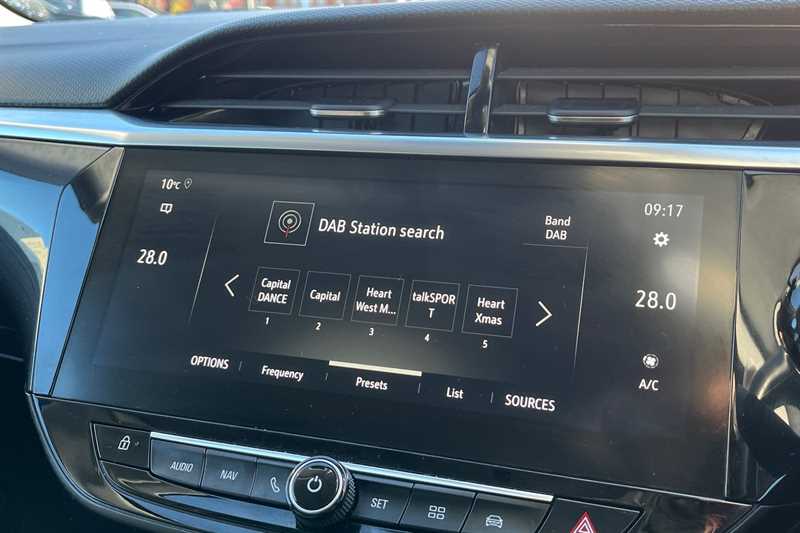 10°C
09:17
28.0
DAB Station search
Band
DAB
28.0
Capital
DANCE
Capital
Heart
West M...
talkSPOR
T
Heart
Xmas
1
2
3
4
5
OPTIONS
Frequency
Presets
List
SOURCES
A/C
AUDIO
NAV
SET